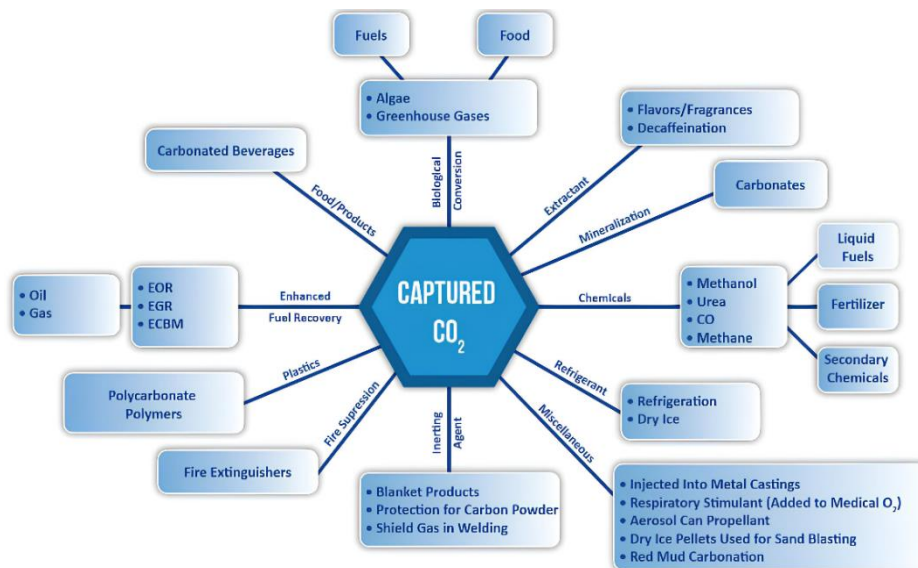 Fuels
Food
• Algae
• Greenhouse Gases
Biological
Conversion
• Flavors/Fragrances
• Decaffeination
Extractant
Carbonated Beverages
Food/Products
Carbonates
Mineralization
CAPTURED
CO₂
Liquid
Fuels
Chemicals
• Methanol
• Urea
• CO
• Methane
Fertilizer
Secondary
Chemicals
• Oil
• Gas
• EOR
• EGR
• ECBM
Enhanced
Fuel Recovery
Plastics
Polycarbonate
Polymers
Refrigerant
• Refrigeration
• Dry Ice
Fire Supression
Fire Extinguishers
Inerting
Agent
• Blanket Products
• Protection for Carbon Powder
• Shield Gas in Welding
Miscellaneous
• Injected Into Metal Castings
• Respiratory Stimulant (Added to Medical O₂)
• Aerosol Can Propellant
• Dry Ice Pellets Used for Sand Blasting
• Red Mud Carbonation